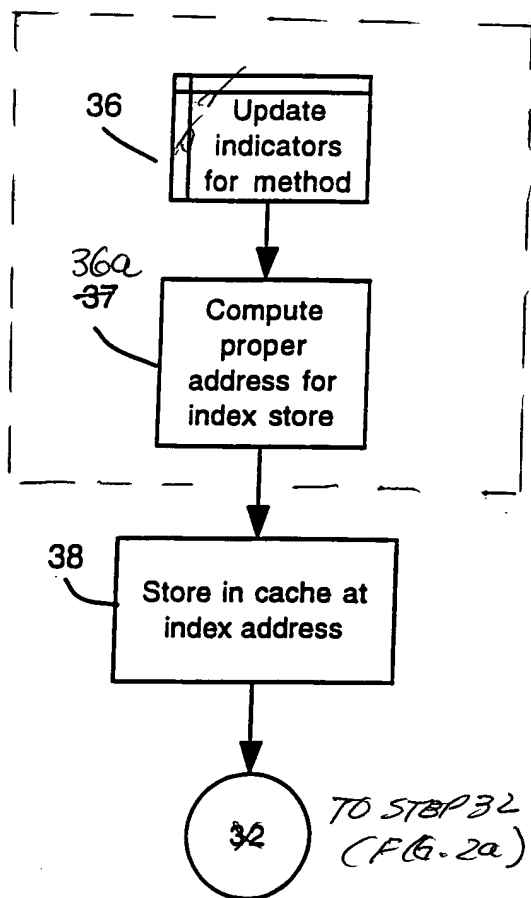 36
Update
indicators
for method
36a
37
Compute
proper
address for
index store
38
Store in cache at
index address
32
TO STEP 32
(FIG. 2a)